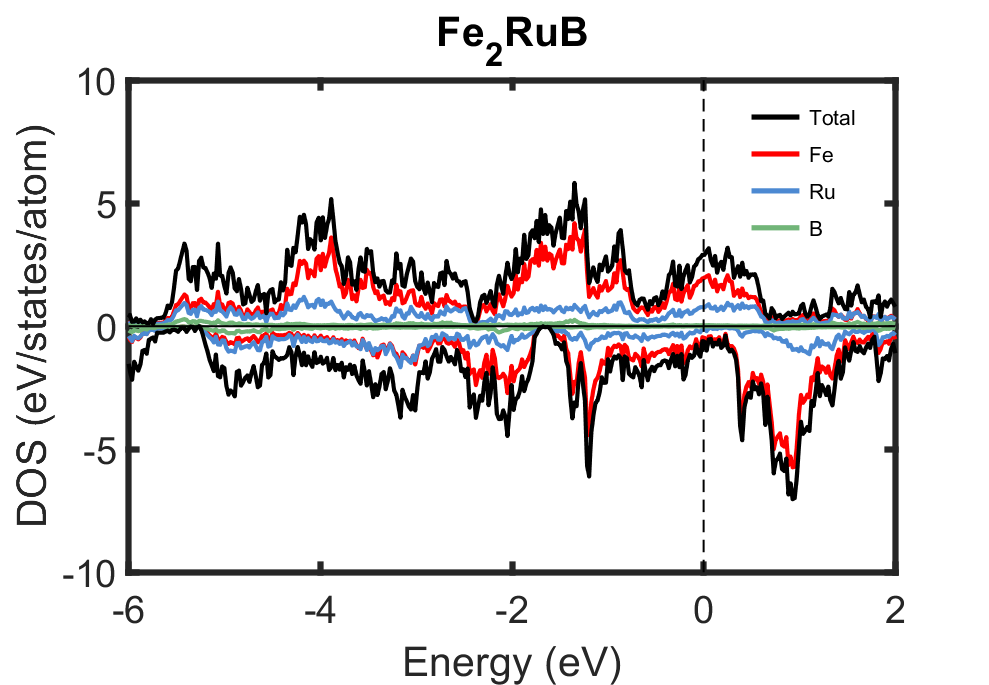 Fe₂RuB
10
5
0
-5
-10
DOS (eV/states/atom)
Total
Fe
Ru
B
-6 -4 -2 0 2
Energy (eV)